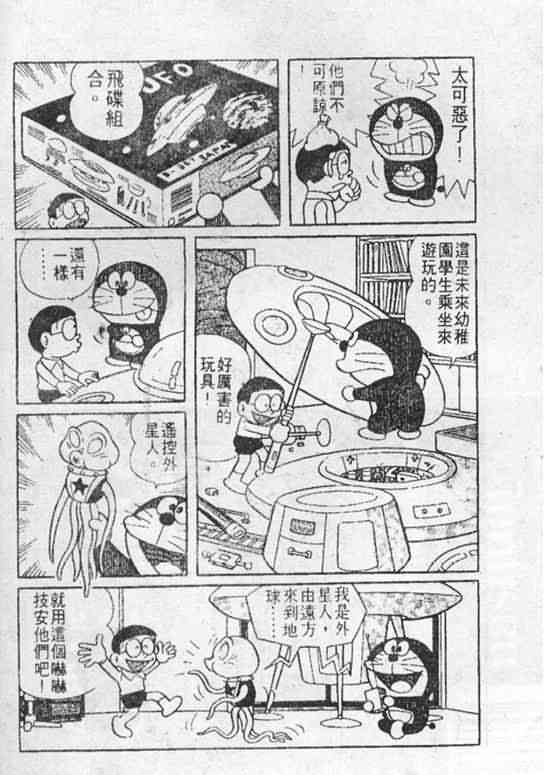 太可惡了！
他們不
可原諒
！
飛碟組
合。
UFO
JAPAN
這是未來幼稚
園學生乘坐來
遊玩的。
好厲害的
玩具！
還有
一樣
……
遙控外
星人。
我是外
星人，
由遠方
來到地
球…
就用這個嚇嚇
技安他們吧！